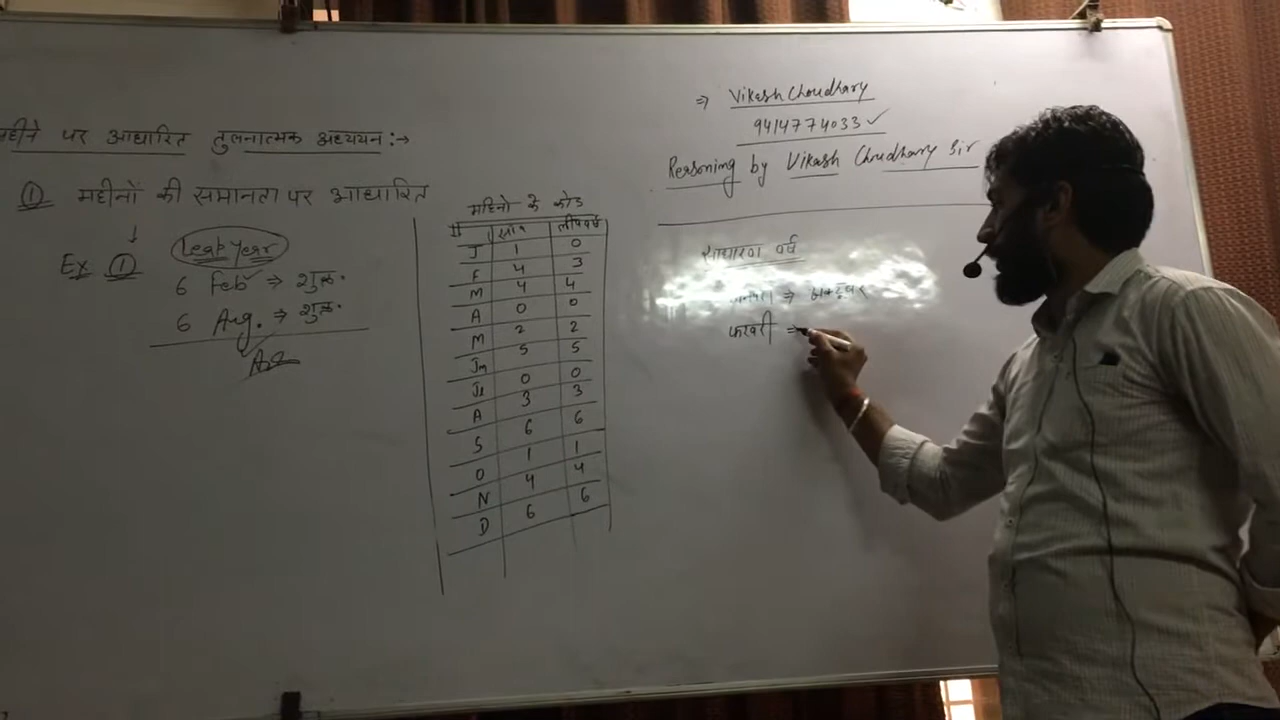 महीने पर आधारित तुलनात्मक अध्ययन :→
① महीनों की समानता पर आधारित
↓
Ex ① Leap Year
6 Feb ⇒ शुक्र.
6 Aug. ⇒ शुक्र.
महिनो के कोड
लीपवर्ष
J 1 0
F 4 3
M 4 4
A 0 0
M 2 2
Jn 5 5
Jl 0 0
A 3 3
S 6 6
O 1 1
N 4 4
D 6 6
⇒ Vikash Choudhary
9414774033 ✓
Reasoning by Vikash Choudhary Sir
साधारण वर्ष
⇒ अक्टूबर
फरवरी ⇒